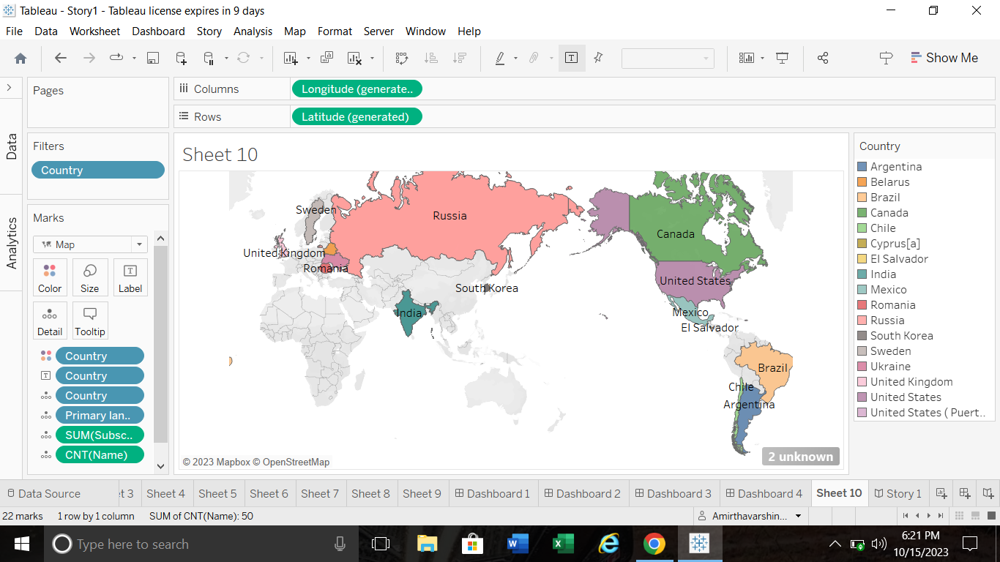 Tableau - Story1 - Tableau license expires in 9 days
File Data Worksheet Dashboard Story Analysis Map Format Server Window Help
Show Me
Data
Analytics
Pages
Filters
Country
Marks
Map
Color Size Label
Detail Tooltip
Country
Country
Country
Primary lan..
SUM(Subsc..
CNT(Name)
Columns
Longitude (generate..
Rows
Latitude (generated)
Sheet 10
Sweden
Russia
Canada
United Kingdom
Romania
United States
South Korea
India
Mexico
El Salvador
Brazil
Chile
Argentina
2 unknown
© 2023 Mapbox © OpenStreetMap
Country
Argentina
Belarus
Brazil
Canada
Chile
Cyprus[a]
El Salvador
India
Mexico
Romania
Russia
South Korea
Sweden
Ukraine
United Kingdom
United States
United States ( Puert..
Data Source t 3 Sheet 4 Sheet 5 Sheet 6 Sheet 7 Sheet 8 Sheet 9 Dashboard 1 Dashboard 2 Dashboard 3 Dashboard 4 Sheet 10 Story 1
22 marks 1 row by 1 column SUM of CNT(Name): 50 Amirthavarshin...
Type here to search
6:21 PM
10/15/2023